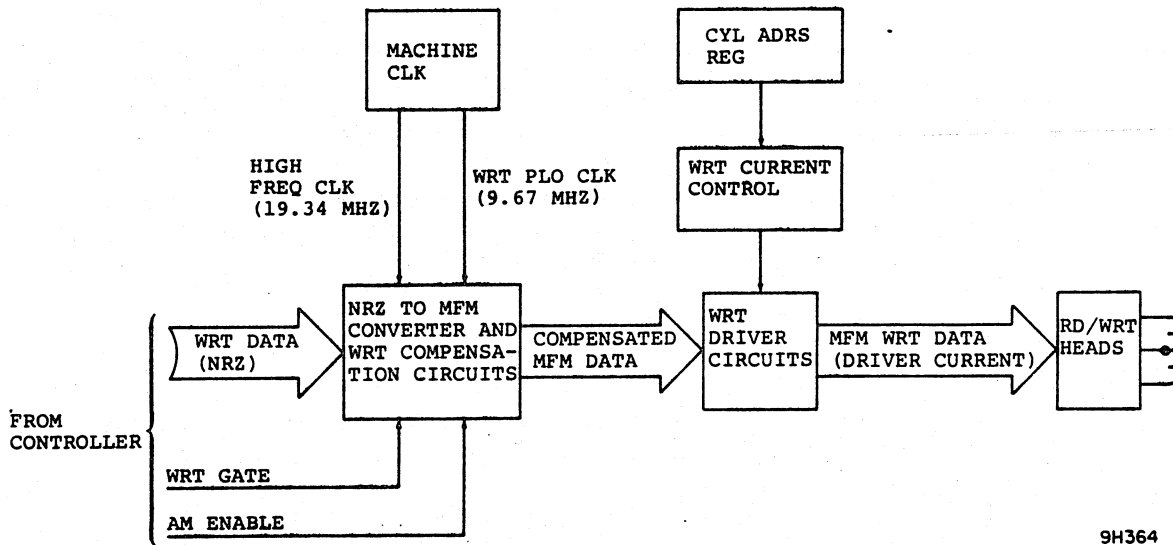 MACHINE
CLK
CYL ADRS
REG
HIGH
FREQ CLK
(19.34 MHZ)
WRT PLO CLK
(9.67 MHZ)
WRT CURRENT
CONTROL
FROM
CONTROLLER
WRT DATA
(NRZ)
NRZ TO MFM
CONVERTER AND
WRT COMPENSA-
TION CIRCUITS
COMPENSATED
MFM DATA
WRT
DRIVER
CIRCUITS
MFM WRT DATA
(DRIVER CURRENT)
RD/WRT
HEADS
WRT GATE
AM ENABLE
9H364